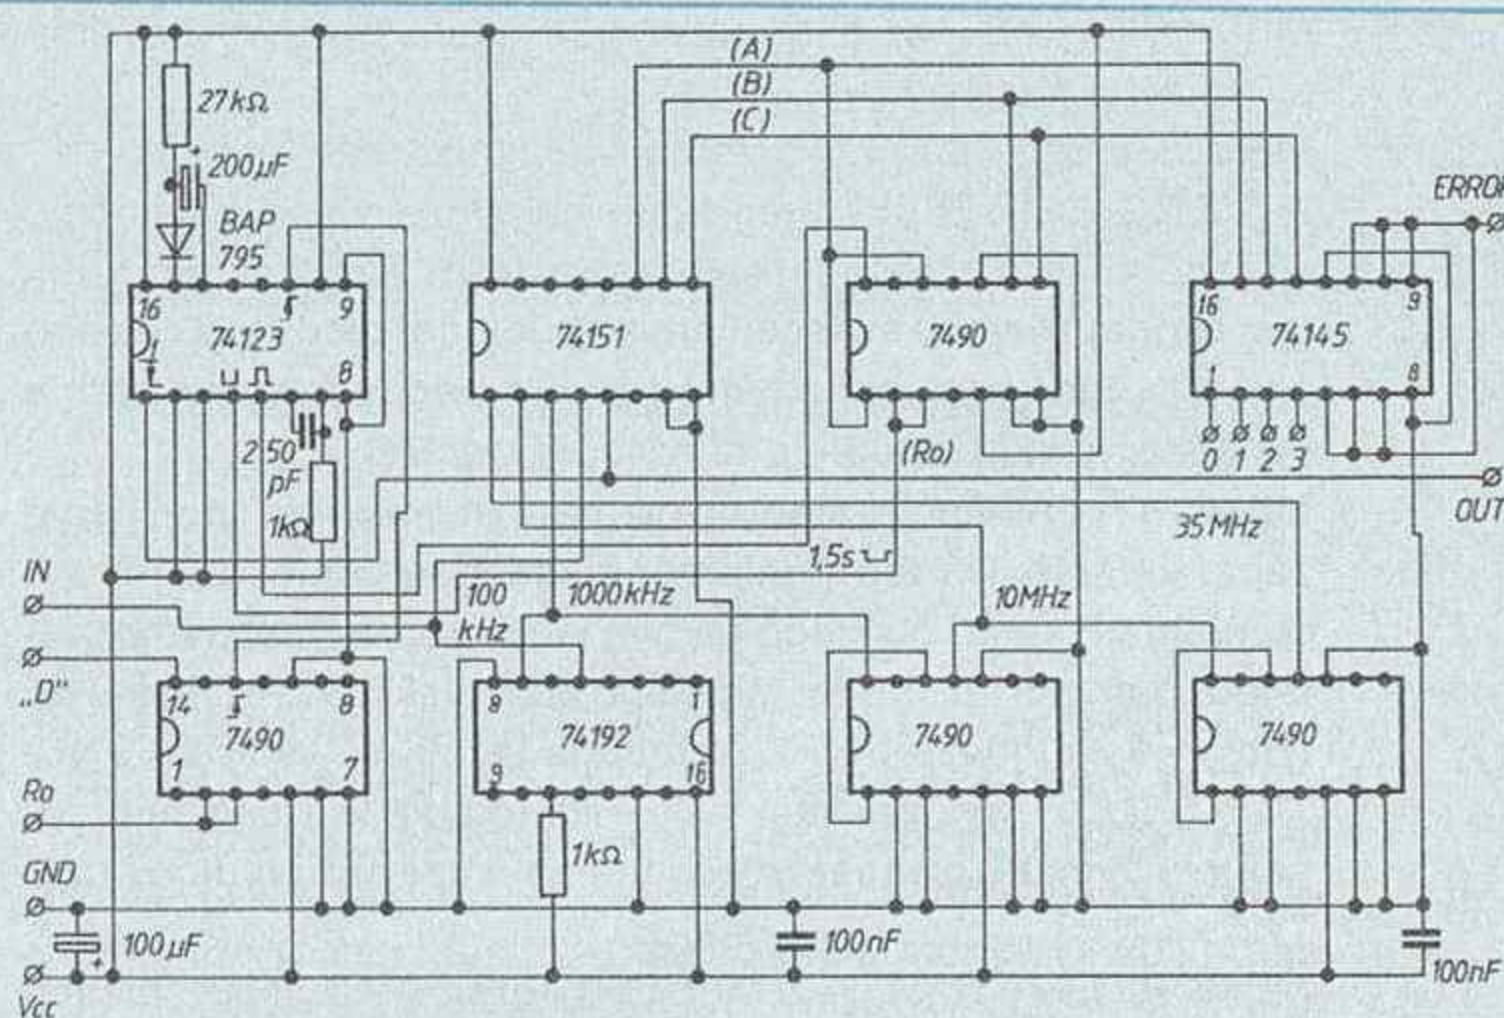 (A)
(B)
(C)
27kΩ
200µF
+
BAP
795
ERROR
16
9
74123
8
1
74151
7490
16
9
74145
1
8
250
pF
1kΩ
(Ro)
0 1 2 3
OUT
35MHz
1,5s
IN
100
kHz
1000kHz
10MHz
„D"
14
8
7490
1
7
8
1
74192
9
16
7490
7490
Ro
1kΩ
GND
100µF
+
100nF
100nF
Vcc